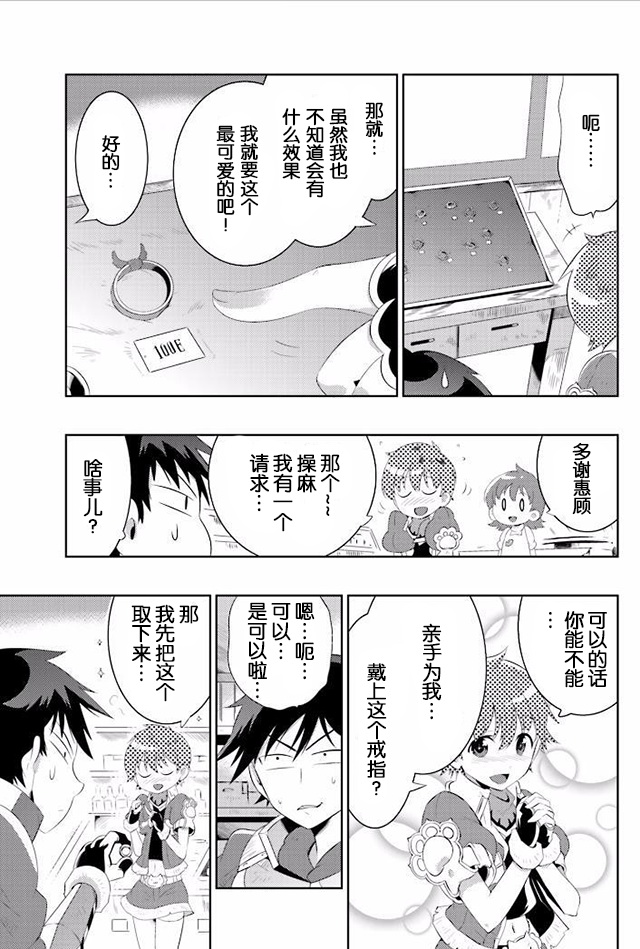 呃……
那就…
虽然我也
不知道会有
什么效果
我就要这个
最可爱的吧！
好的…
LOVE
多谢惠顾
那个~~
操麻
我有一个
请求…
啥事儿？
可以的话
你能不能
亲手为我…
戴上这个戒指？
嗯…呃…
可以…
是可以啦…
那
我先把这个
取下来…